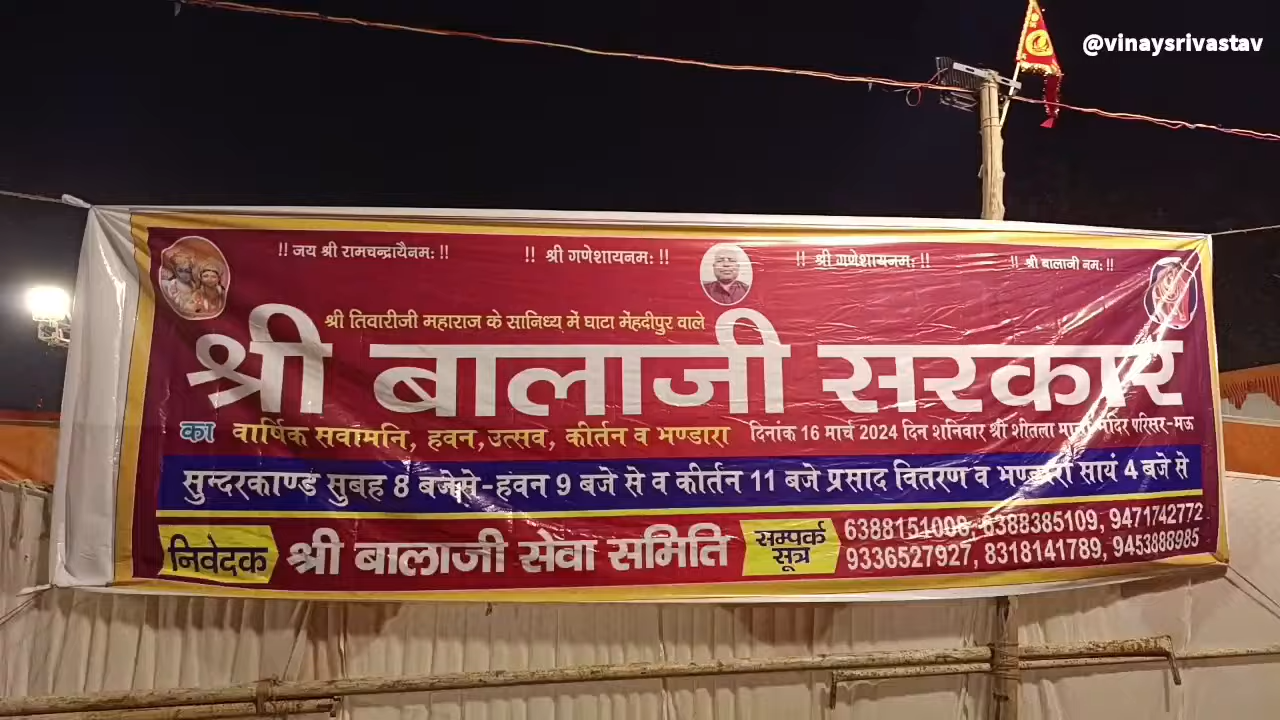 @vinaysrivastav
!! जय श्री रामचन्द्रायैनमः !! !! श्री गणेशायनमः !! !! श्री गणेशायनमः !! !! श्री बालाजी नमः !!
श्री तिवारीजी महाराज के सानिध्य में घाटा मेंहदीपुर वाले
श्री बालाजी सरकार
का वार्षिक सवामनि, हवन,उत्सव, कीर्तन व भण्डारा दिनांक 16 मार्च 2024 दिन शनिवार श्री शीतला माता मंदिर परिसर-मऊ
सुन्दरकाण्ड सुबह 8 बजेसे-हवन 9 बजे से व कीर्तन 11 बजे प्रसाद वितरण व भण्डारा सायं 4 बजे से
निवेदक श्री बालाजी सेवा समिति सम्पर्क सूत्र 6388151008, 6388385109, 9471742772
9336527927, 8318141789, 9453888985